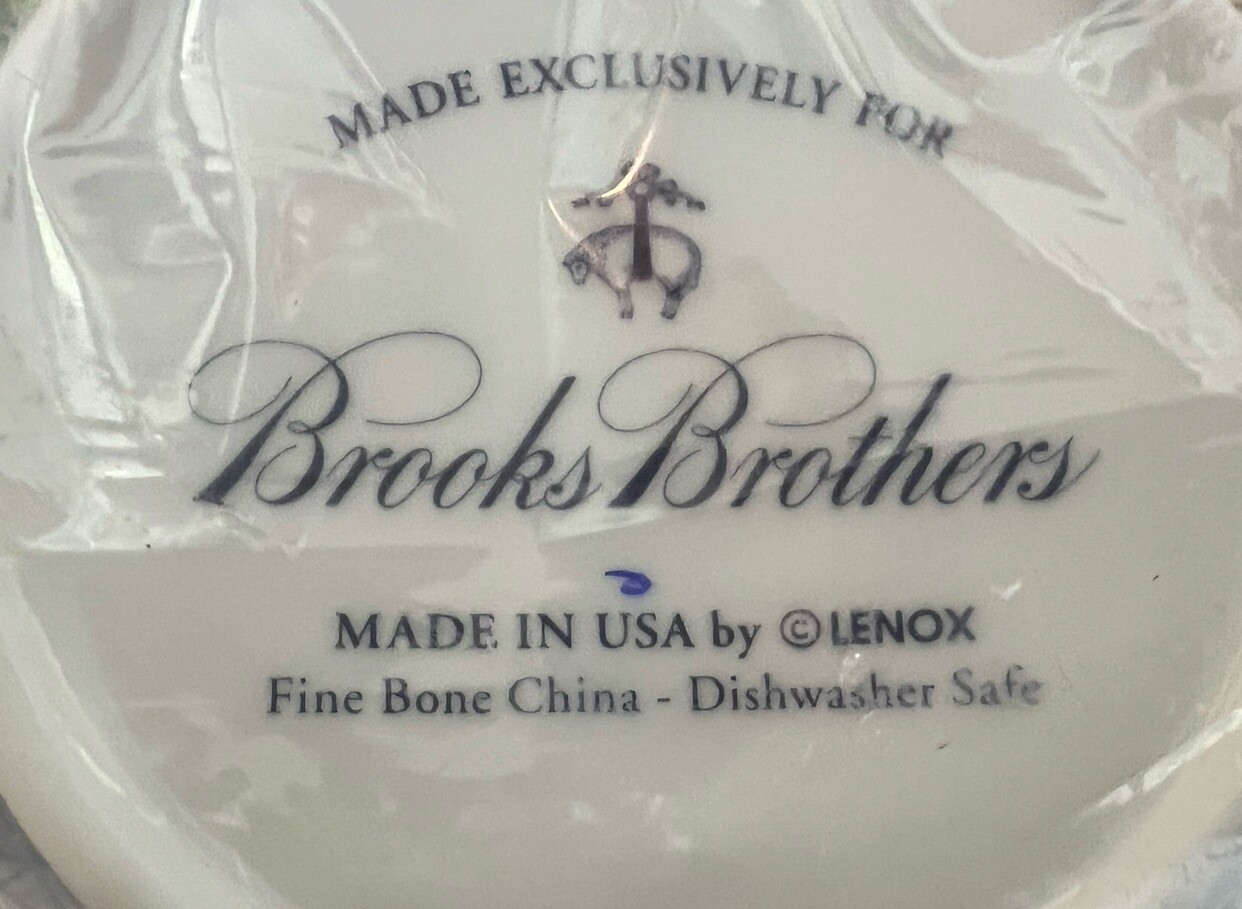 MADE EXCLUSIVELY FOR
Brooks Brothers
MADE IN USA by © LENOX
Fine Bone China - Dishwasher Safe